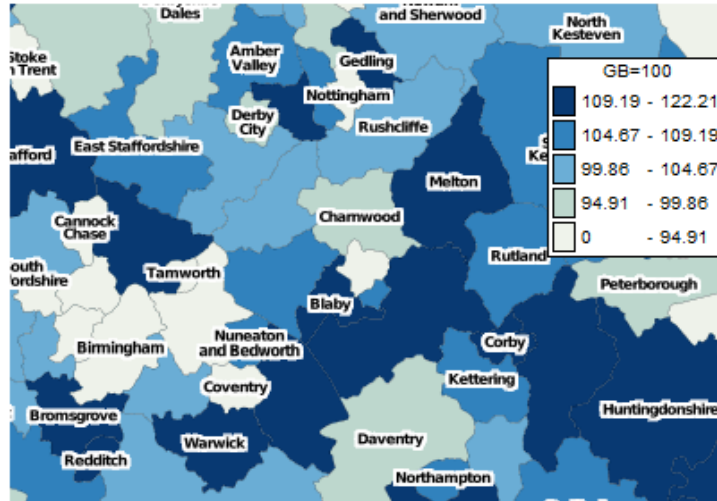 Dales
and Sherwood
North
Kesteven
Stoke
Amber
Valley
Gedling
GB=100
109.19 - 122.21
104.67 - 109.19
99.86 - 104.67
94.91 - 99.86
0 - 94.91
Nottingham
Derby
City
Rushcliffe
East Staffordshire
afford
Melton
Charnwood
Cannock
Chase
Tamworth
South
fordshire
Rutland
Peterborough
Blaby
Birmingham
Nuneaton
and Bedworth
Corby
Coventry
Kettering
Huntingdonshire
Bromsgrove
Warwick
Daventry
Redditch
Northampton